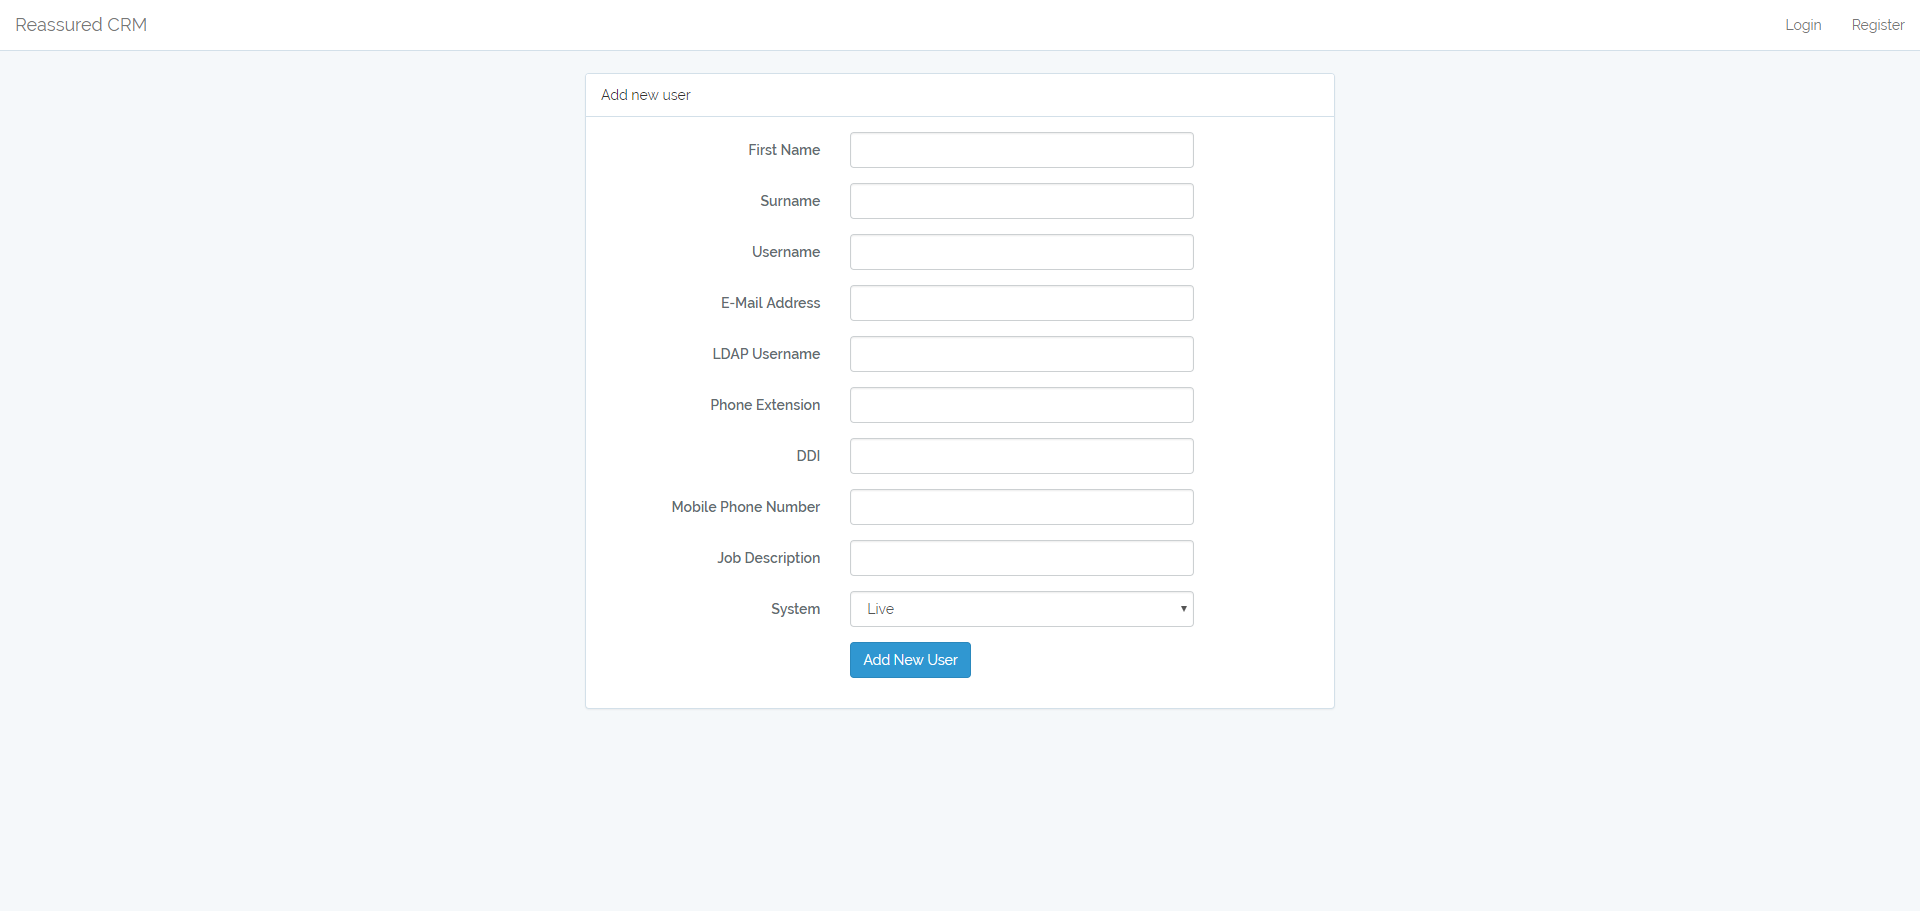 Reassured CRM
Login
Register
Add new user
First Name
Surname
Username
E-Mail Address
LDAP Username
Phone Extension
DDI
Mobile Phone Number
Job Description
System
Live
Add New User